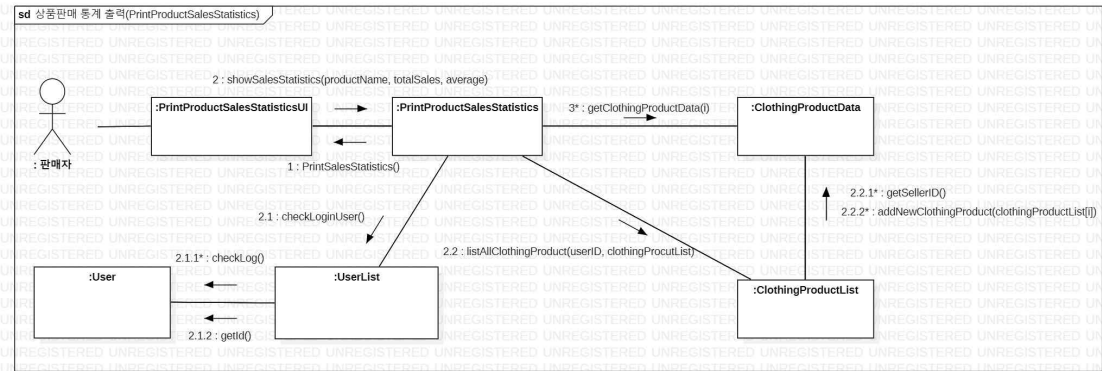 sd 상품판매 통계 출력(PrintProductSalesStatistics)
2 : showSalesStatistics(productName, totalSales, average)
:PrintProductSalesStatisticsUI
:PrintProductSalesStatistics
3* : getClothingProductData(i)
:ClothingProductData
: 판매자
1 : PrintSalesStatistics()
2.1 : checkLoginUser()
2.2.1* : getSellerID()
2.2.2* : addNewClothingProduct(clothingProductList[i])
2.2 : listAllClothingProduct(userID, clothingProcutList)
2.1.1* : checkLog()
:User
:UserList
:ClothingProductList
2.1.2 : getId()